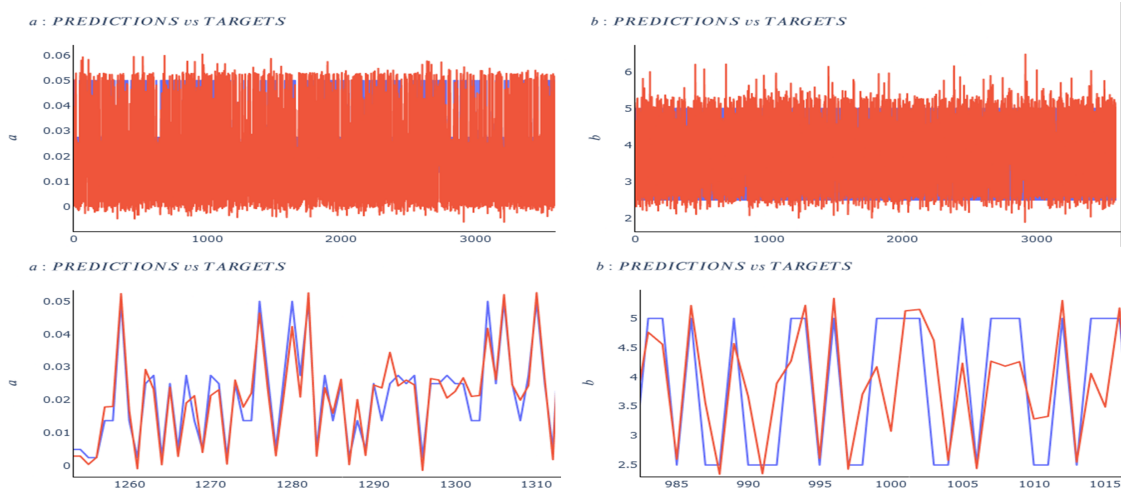 a : PREDICTIONS vs TARGETS
0.06
0.05
0.04
0.03
0.02
0.01
0
a
0 1000 2000 3000
b : PREDICTIONS vs TARGETS
6
5
4
3
2
b
0 1000 2000 3000
a : PREDICTIONS vs TARGETS
0.05
0.04
0.03
0.02
0.01
0
a
1260 1270 1280 1290 1300 1310
b : PREDICTIONS vs TARGETS
5
4.5
4
3.5
3
2.5
b
985 990 995 1000 1005 1010 1015